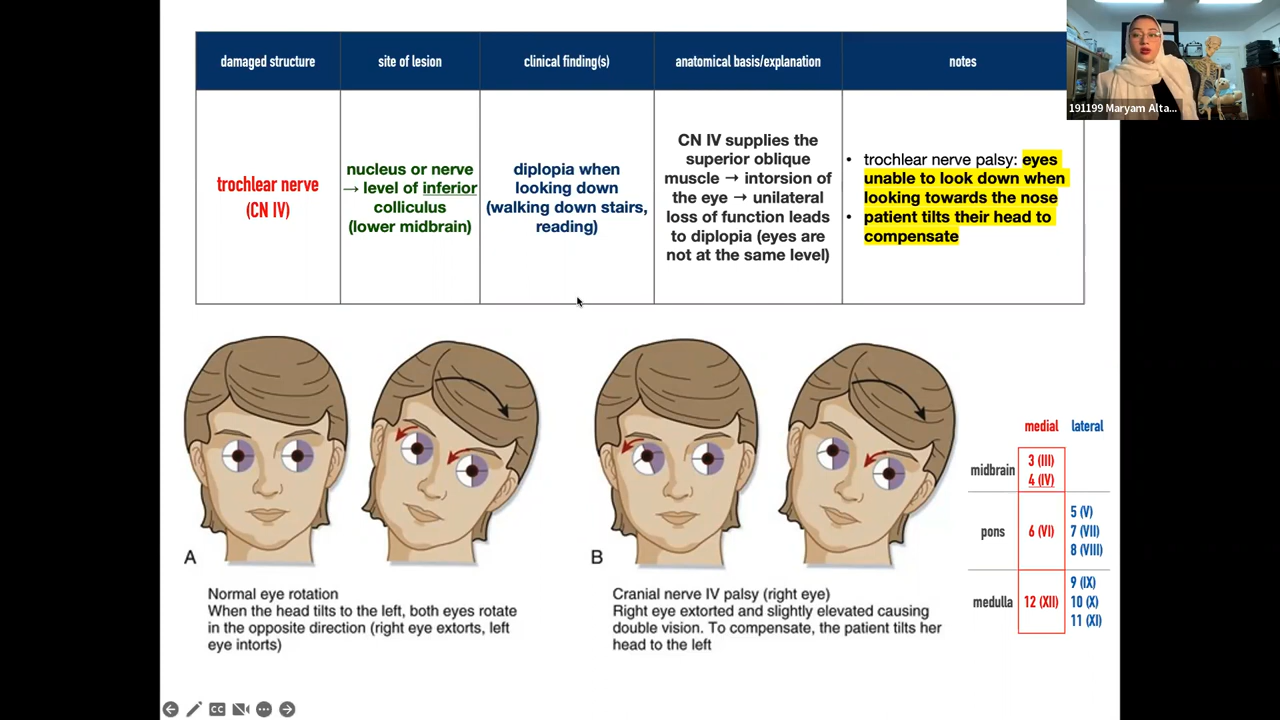 damaged structure
site of lesion
clinical finding(s)
anatomical basis/explanation
notes
191199 Maryam Alta...
trochlear nerve
(CN IV)
nucleus or nerve
→ level of inferior
colliculus
(lower midbrain)
diplopia when
looking down
(walking down stairs,
reading)
CN IV supplies the
superior oblique
muscle → intorsion of
the eye → unilateral
loss of function leads
to diplopia (eyes are
not at the same level)
• trochlear nerve palsy: eyes
unable to look down when
looking towards the nose
• patient tilts their head to
compensate
A
Normal eye rotation
When the head tilts to the left, both eyes rotate
in the opposite direction (right eye extorts, left
eye intorts)
B
Cranial nerve IV palsy (right eye)
Right eye extorted and slightly elevated causing
double vision. To compensate, the patient tilts her
head to the left
medial lateral
midbrain
3 (III)
4 (IV)
pons
6 (VI)
5 (V)
7 (VII)
8 (VIII)
medulla
12 (XII)
9 (IX)
10 (X)
11 (XI)
CC